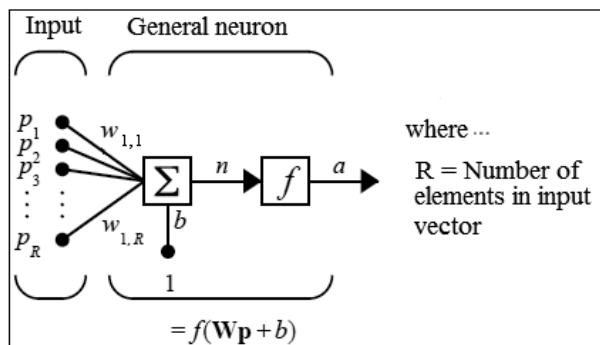 Input General neuron
p1
p2
p3
pR
w1,1
w1,R
Σ
n
f
a
b
1
= f(Wp + b)
where ...
R = Number of
elements in input
vector